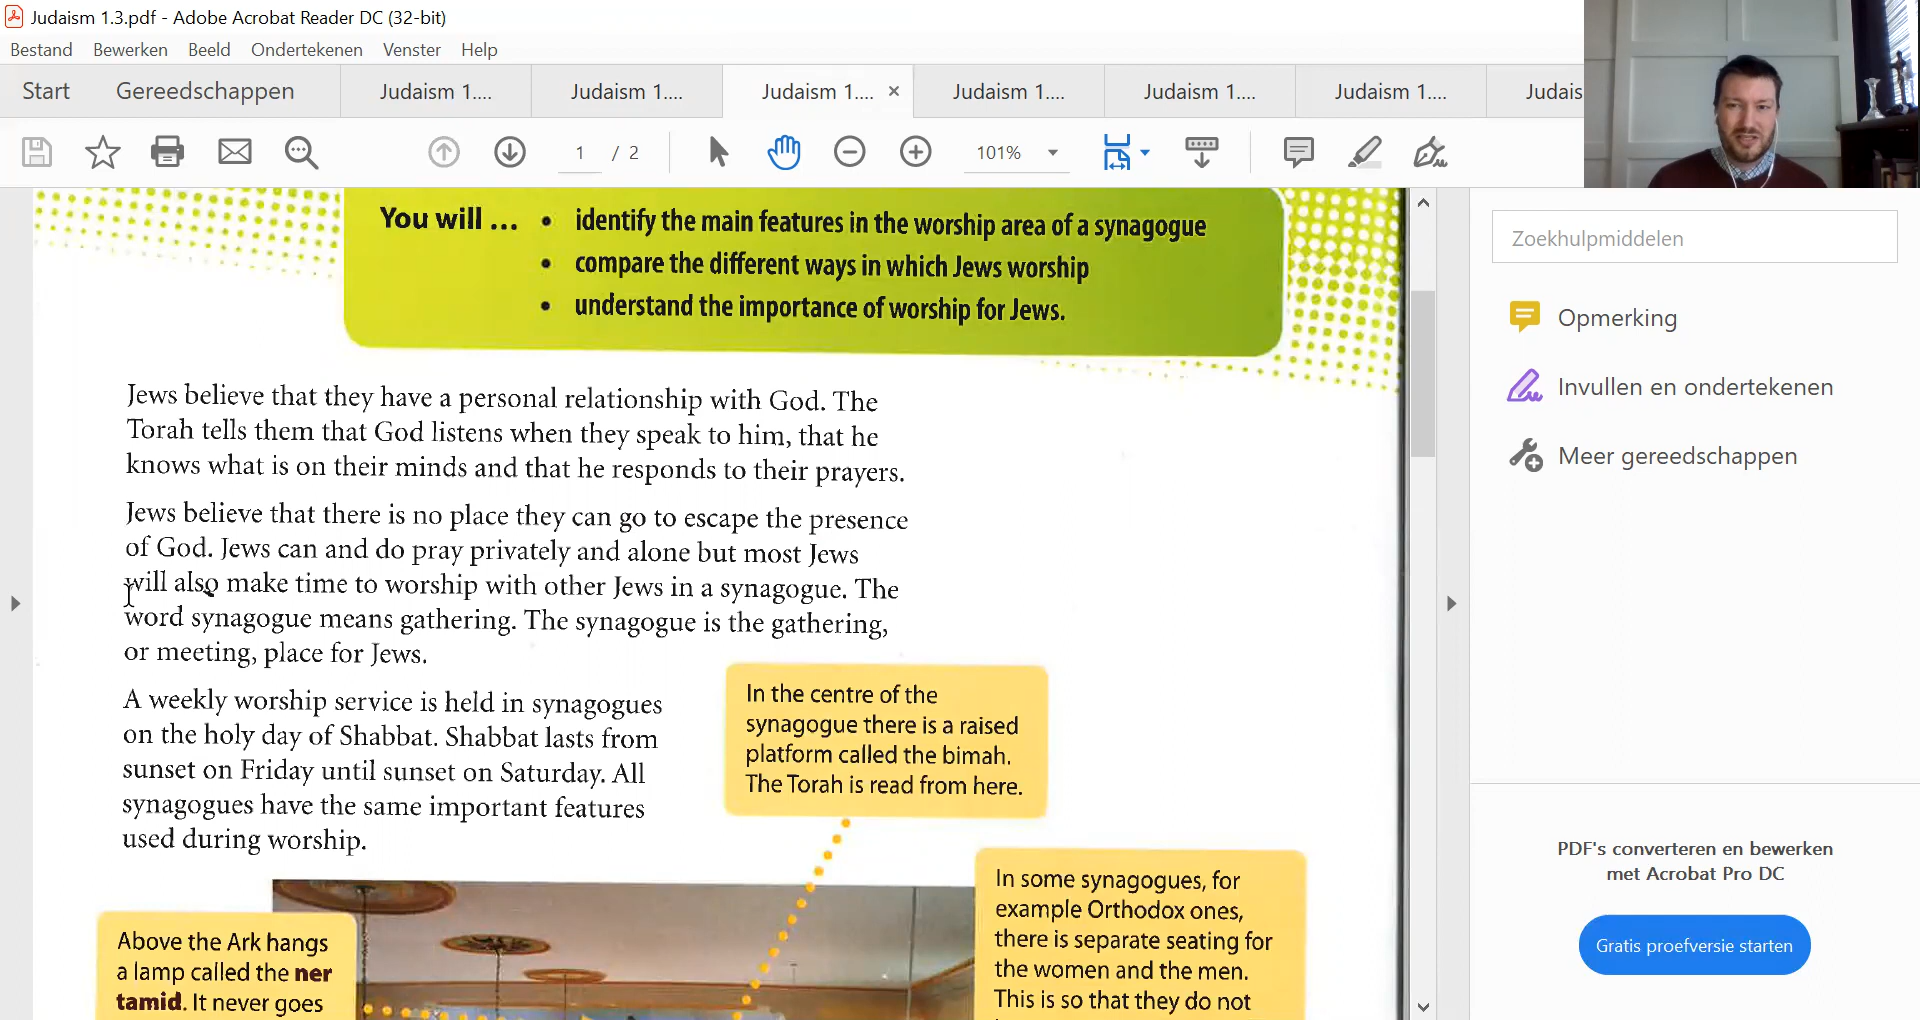 Judaism 1.3.pdf - Adobe Acrobat Reader DC (32-bit)
Bestand Bewerken Beeld Ondertekenen Venster Help
Start Gereedschappen Judaism 1.... Judaism 1.... Judaism 1.... Judaism 1.... Judaism 1.... Judaism 1.... Judais
1 / 2 101%
You will ... • identify the main features in the worship area of a synagogue
• compare the different ways in which Jews worship
• understand the importance of worship for Jews.
Jews believe that they have a personal relationship with God. The
Torah tells them that God listens when they speak to him, that he
knows what is on their minds and that he responds to their prayers.
Jews believe that there is no place they can go to escape the presence
of God. Jews can and do pray privately and alone but most Jews
will also make time to worship with other Jews in a synagogue. The
word synagogue means gathering. The synagogue is the gathering,
or meeting, place for Jews.
A weekly worship service is held in synagogues
on the holy day of Shabbat. Shabbat lasts from
sunset on Friday until sunset on Saturday. All
synagogues have the same important features
used during worship.
In the centre of the
synagogue there is a raised
platform called the bimah.
The Torah is read from here.
Above the Ark hangs
a lamp called the ner
tamid. It never goes
In some synagogues, for
example Orthodox ones,
there is separate seating for
the women and the men.
This is so that they do not
Zoekhulpmiddelen
Opmerking
Invullen en ondertekenen
Meer gereedschappen
PDF's converteren en bewerken
met Acrobat Pro DC
Gratis proefversie starten